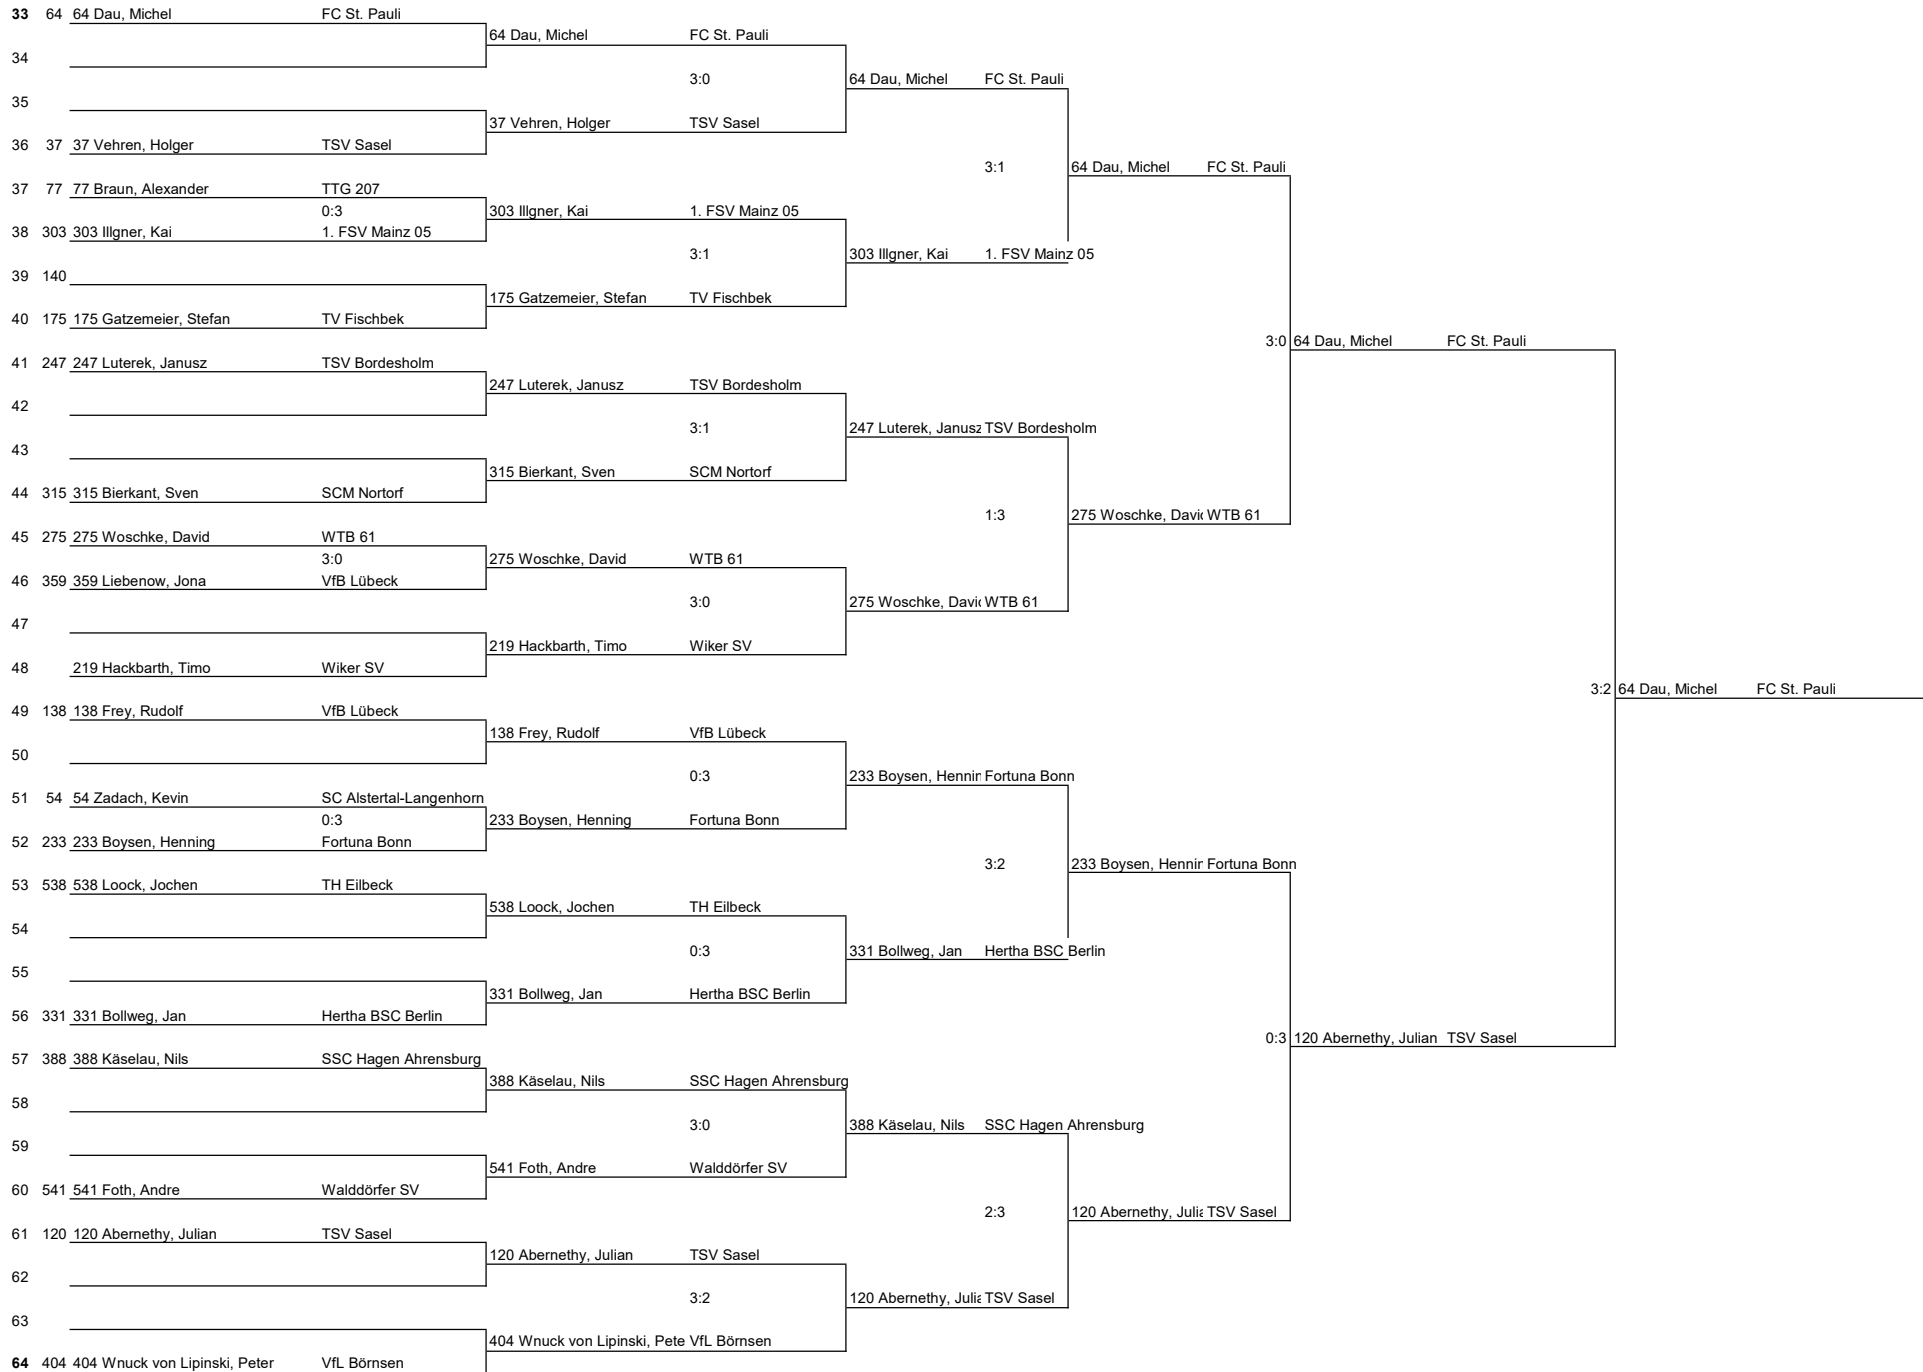 33 64 64 Dau, Michel FC St. Pauli
64 Dau, Michel FC St. Pauli
34
3:0 64 Dau, Michel FC St. Pauli
35
37 Vehren, Holger TSV Sasel
36 37 37 Vehren, Holger TSV Sasel
3:1 64 Dau, Michel FC St. Pauli
37 77 77 Braun, Alexander TTG 207
0:3 303 Illgner, Kai 1. FSV Mainz 05
38 303 303 Illgner, Kai 1. FSV Mainz 05
3:1 303 Illgner, Kai 1. FSV Mainz 05
39 140
175 Gatzemeier, Stefan TV Fischbek
40 175 175 Gatzemeier, Stefan TV Fischbek
3:0 64 Dau, Michel FC St. Pauli
41 247 247 Luterek, Janusz TSV Bordesholm
247 Luterek, Janusz TSV Bordesholm
42
3:1 247 Luterek, Janusz TSV Bordesholm
43
315 Bierkant, Sven SCM Nortorf
44 315 315 Bierkant, Sven SCM Nortorf
1:3 275 Woschke, Davi WTB 61
45 275 275 Woschke, David WTB 61
3:0 275 Woschke, David WTB 61
46 359 359 Liebenow, Jona VfB Lübeck
3:0 275 Woschke, Davi WTB 61
47
219 Hackbarth, Timo Wiker SV
48 219 Hackbarth, Timo Wiker SV
3:2 64 Dau, Michel FC St. Pauli
49 138 138 Frey, Rudolf VfB Lübeck
138 Frey, Rudolf VfB Lübeck
50
0:3 233 Boysen, Hennin Fortuna Bonn
51 54 54 Zadach, Kevin SC Alstertal-Langenhorn
0:3 233 Boysen, Henning Fortuna Bonn
52 233 233 Boysen, Henning Fortuna Bonn
3:2 233 Boysen, Hennin Fortuna Bonn
53 538 538 Loock, Jochen TH Eilbeck
538 Loock, Jochen TH Eilbeck
54
0:3 331 Bollweg, Jan Hertha BSC Berlin
55
331 Bollweg, Jan Hertha BSC Berlin
56 331 331 Bollweg, Jan Hertha BSC Berlin
0:3 120 Abernethy, Julian TSV Sasel
57 388 388 Käselau, Nils SSC Hagen Ahrensburg
388 Käselau, Nils SSC Hagen Ahrensburg
58
3:0 388 Käselau, Nils SSC Hagen Ahrensburg
59
541 Foth, Andre Walddörfer SV
60 541 541 Foth, Andre Walddörfer SV
2:3 120 Abernethy, Julia TSV Sasel
61 120 120 Abernethy, Julian TSV Sasel
120 Abernethy, Julian TSV Sasel
62
3:2 120 Abernethy, Julia TSV Sasel
63
404 Wnuck von Lipinski, Pete VfL Börnsen
64 404 404 Wnuck von Lipinski, Peter VfL Börnsen